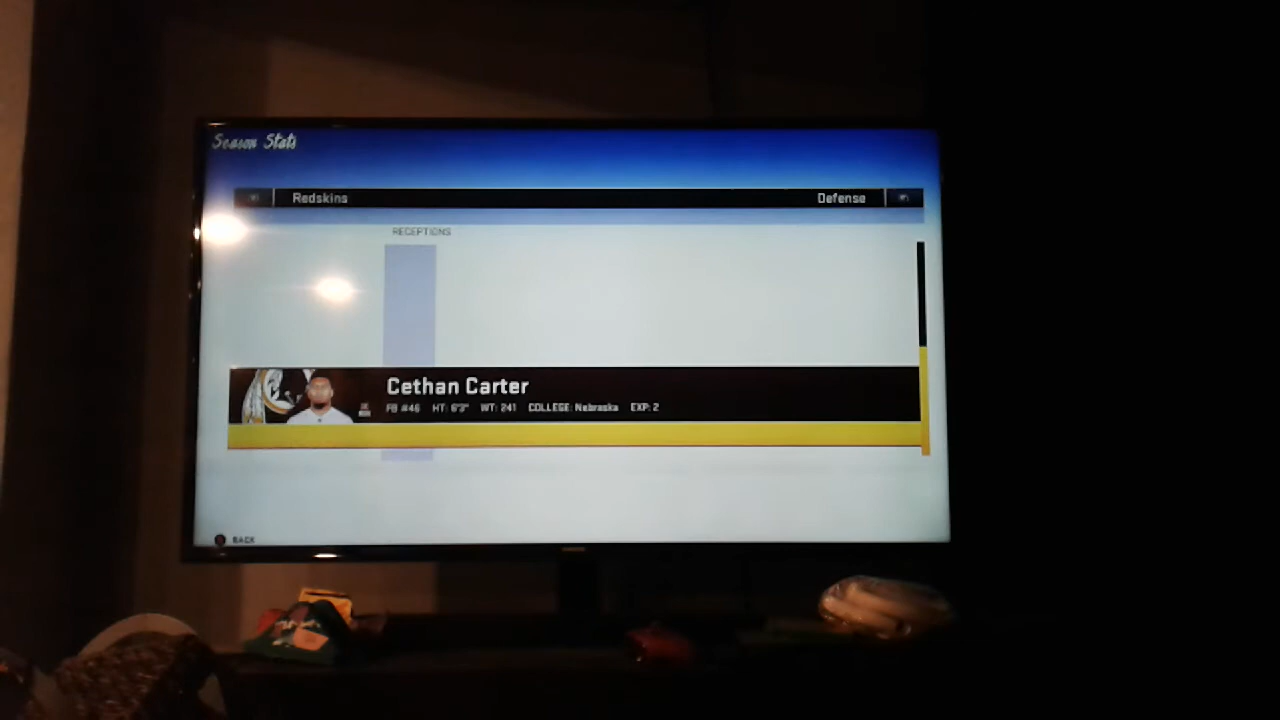 Season Stats
Redskins Defense
RECEPTIONS
Cethan Carter
FB #46 HT: 6'3" WT: 241 COLLEGE: Nebraska EXP: 2
BACK